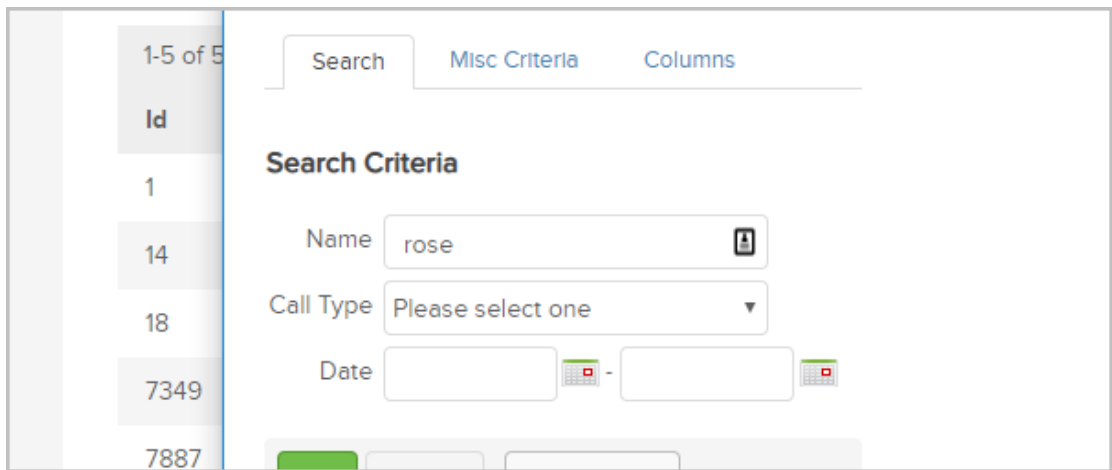 1-5 of 5
Id
1
14
18
7349
7887
Search Misc Criteria Columns
Search Criteria
Name rose
Call Type Please select one
Date -